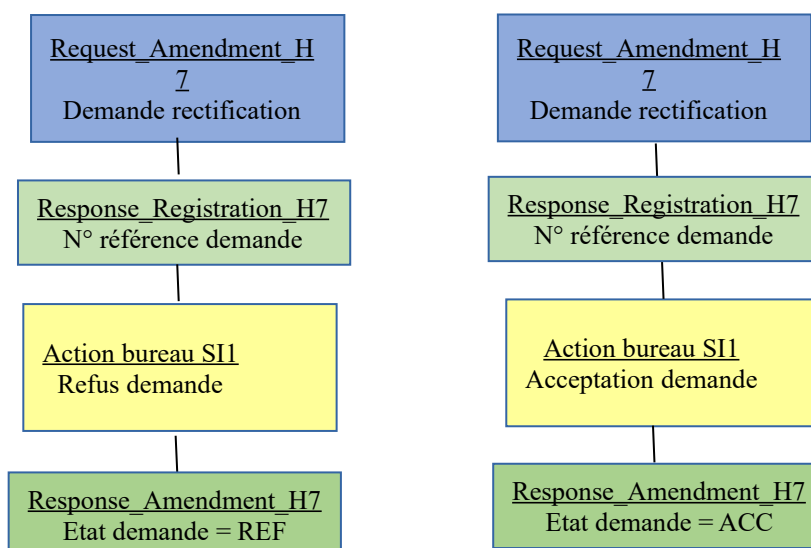 Request_Amendment_H
7
Demande rectification
Response_Registration_H7
N° référence demande
Action bureau SI1
Refus demande
Response_Amendment_H7
Etat demande = REF
Request_Amendment_H
7
Demande rectification
Response_Registration_H7
N° référence demande
Action bureau SI1
Acceptation demande
Response_Amendment_H7
Etat demande = ACC